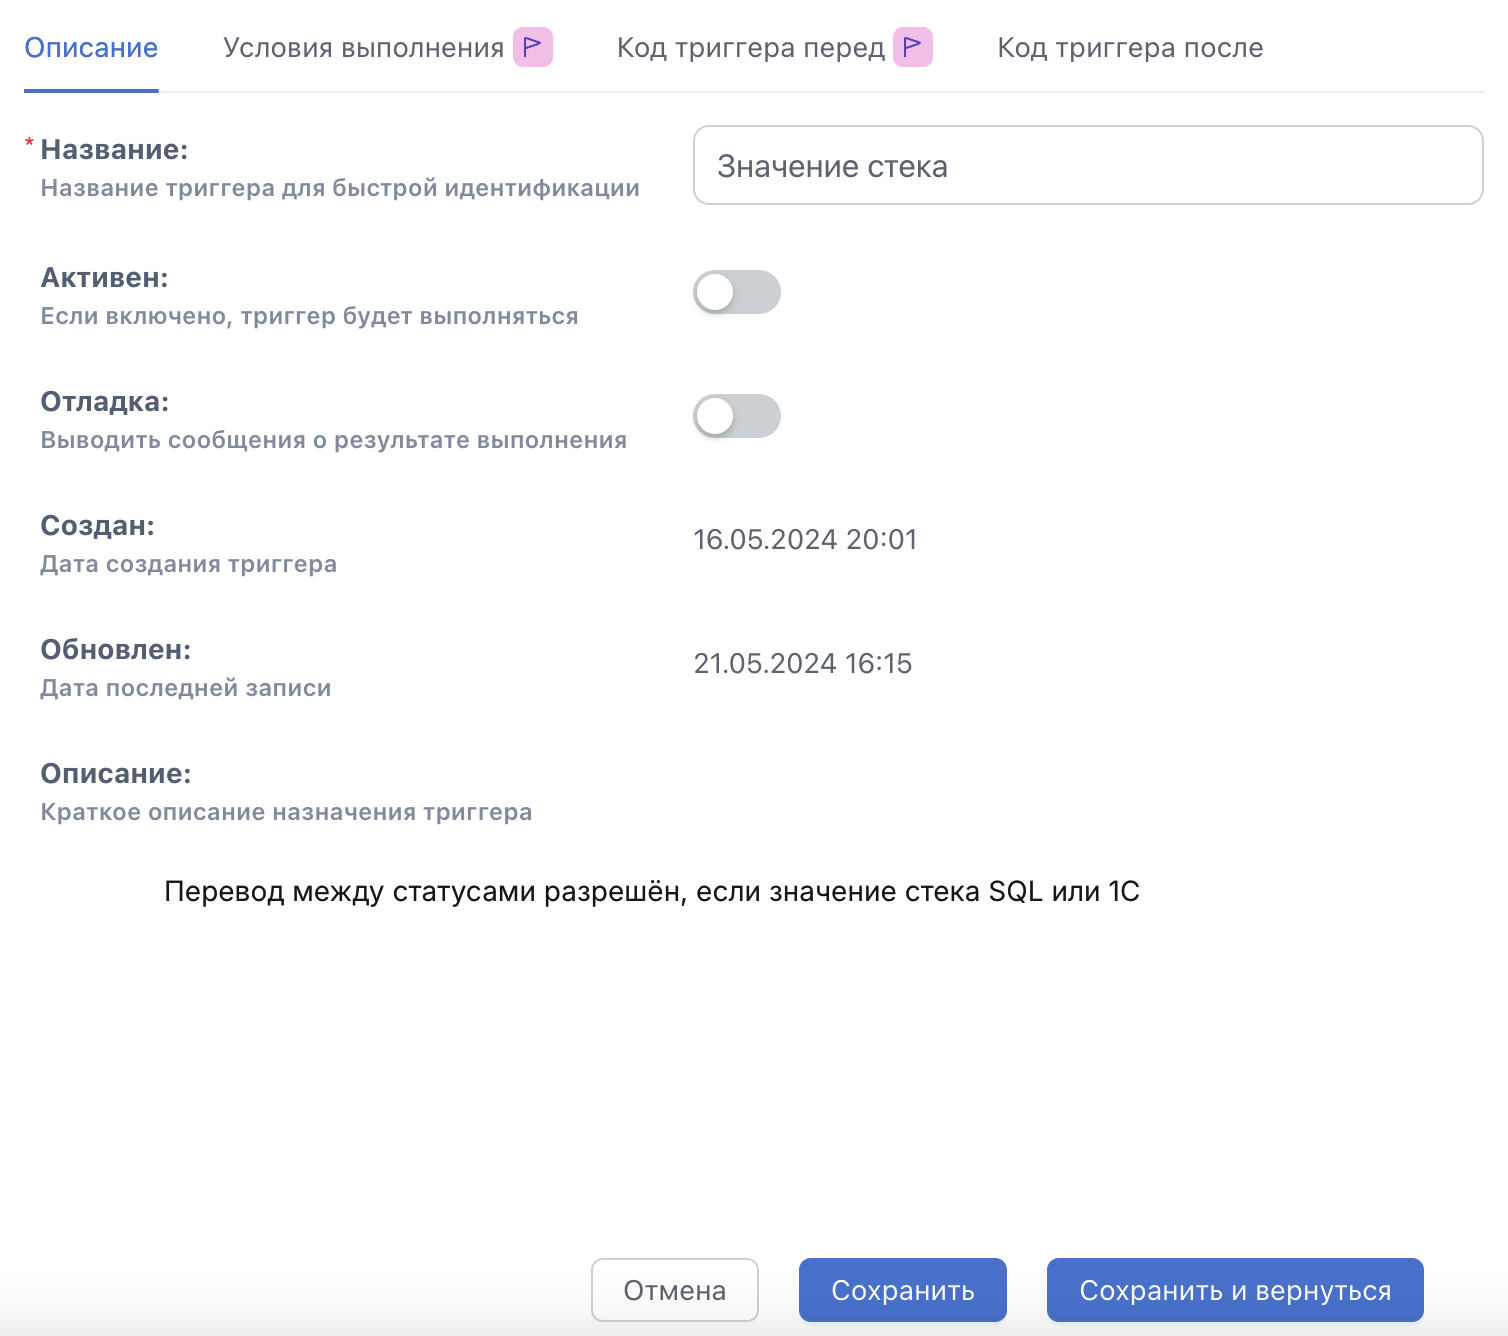 Описание Условия выполнения Код триггера перед Код триггера после
* Название:
Название триггера для быстрой идентификации
Значение стека
Активен:
Если включено, триггер будет выполняться
Отладка:
Выводить сообщения о результате выполнения
Создан:
Дата создания триггера
16.05.2024 20:01
Обновлен:
Дата последней записи
21.05.2024 16:15
Описание:
Краткое описание назначения триггера
Перевод между статусами разрешён, если значение стека SQL или 1С
Отмена Сохранить Сохранить и вернуться